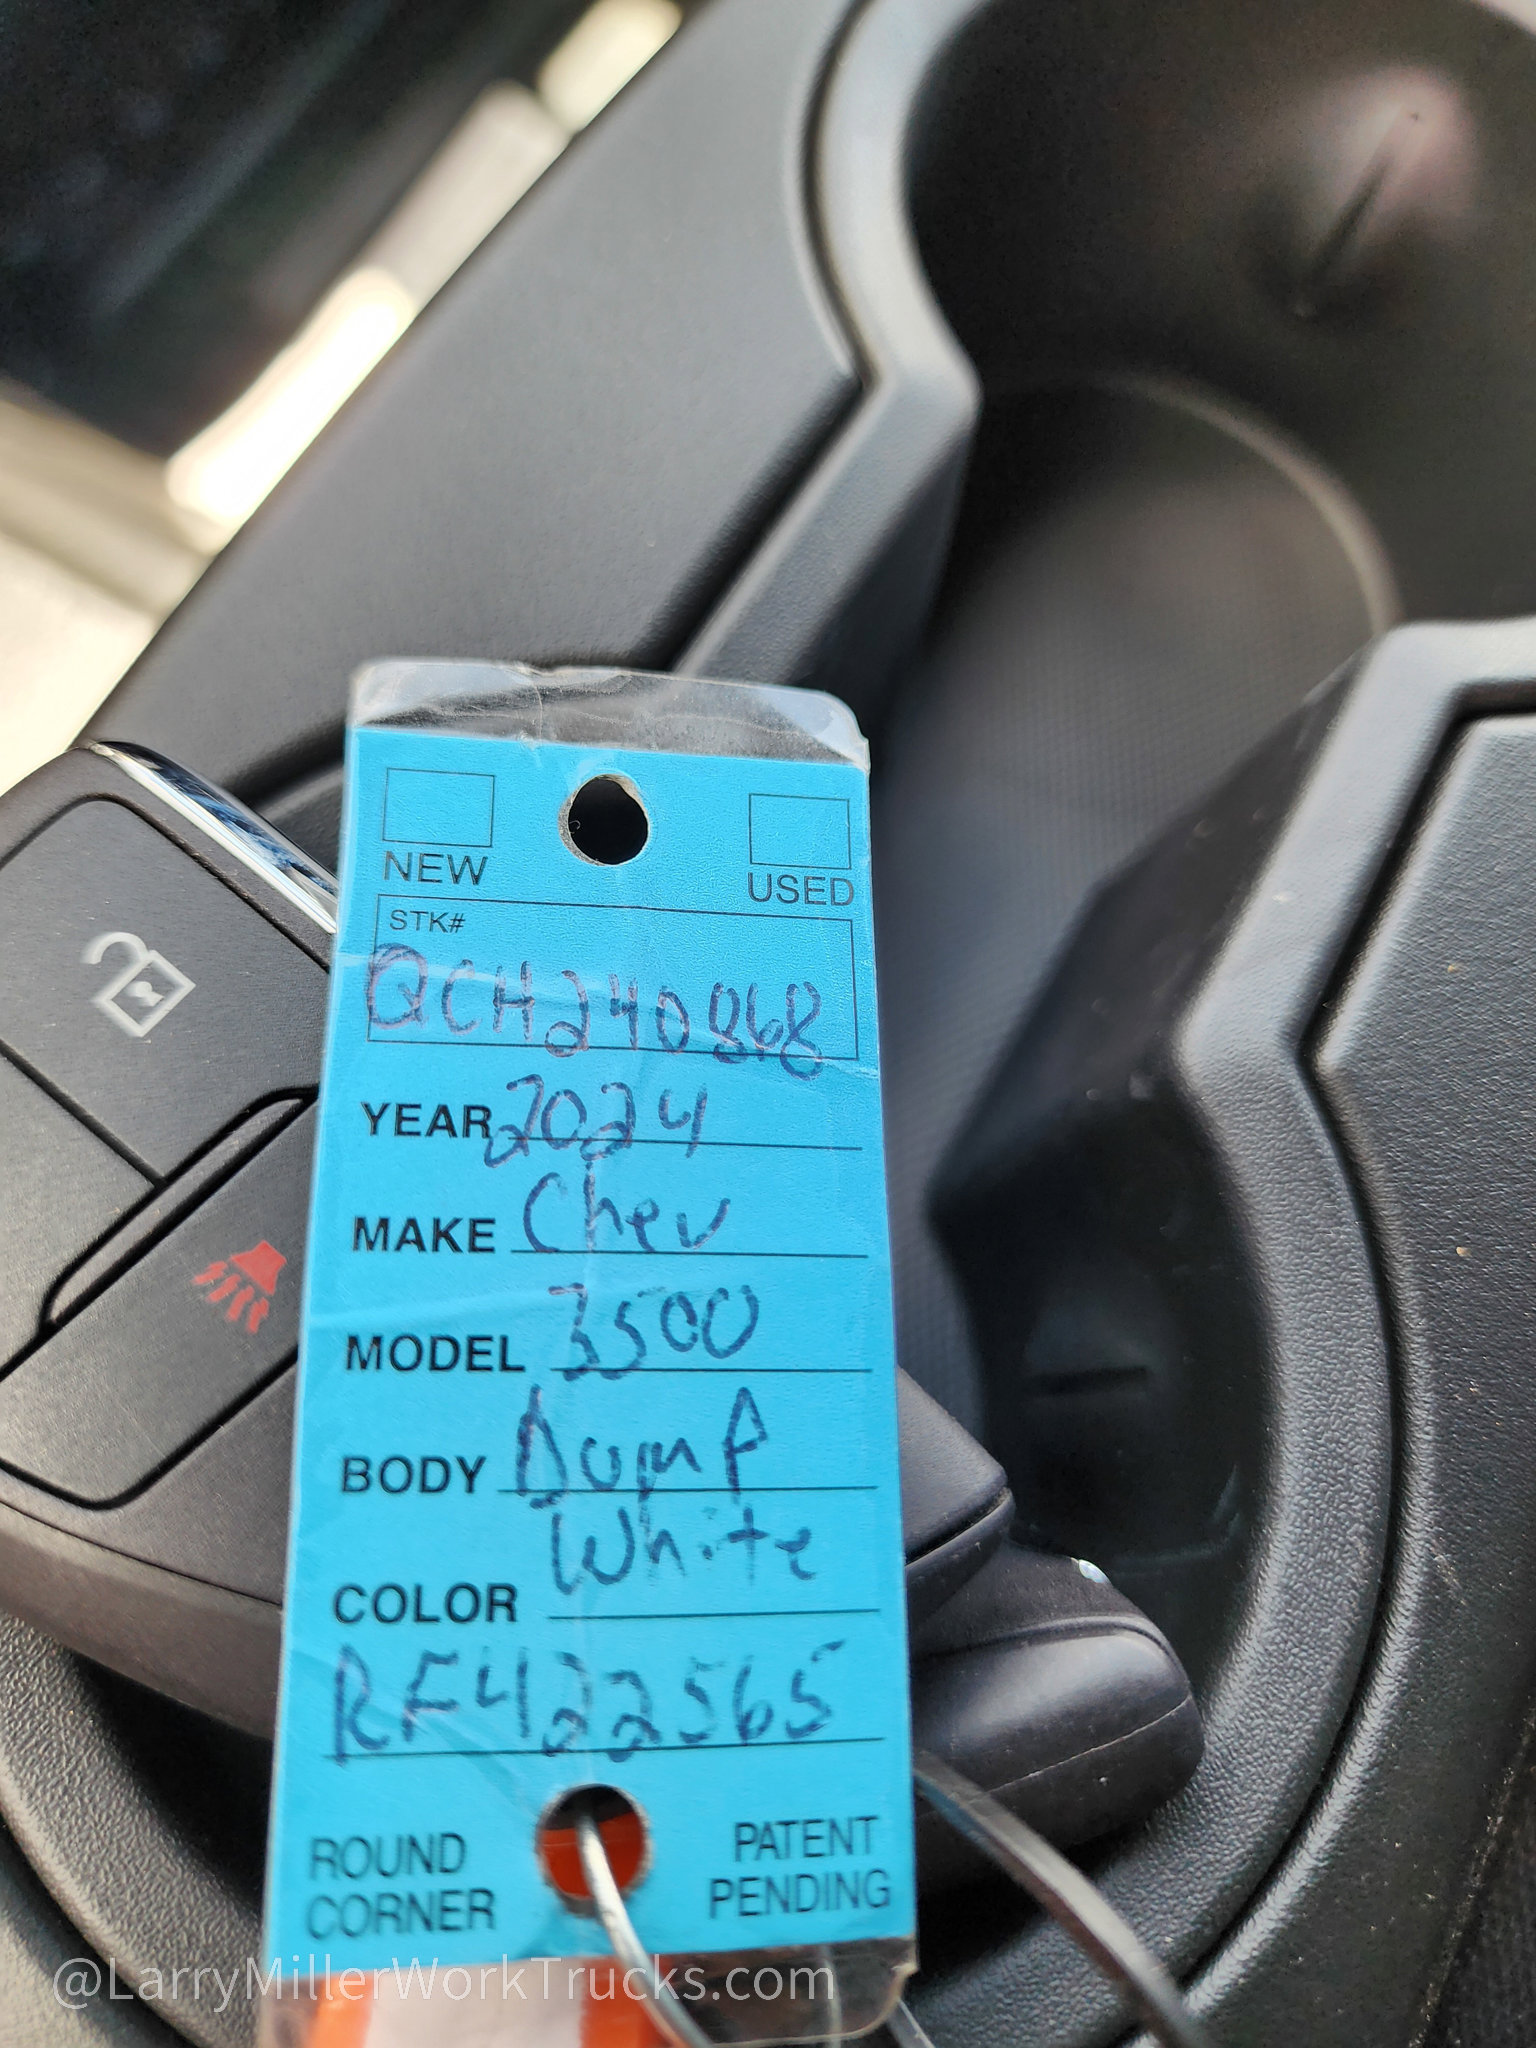 NEW
USED
STK#
QCH240868
YEAR 2024
MAKE Chev
MODEL 3500
BODY Dump
COLOR White
RF422565
ROUND CORNER
PATENT PENDING
@LarryMillerWorkTrucks.com